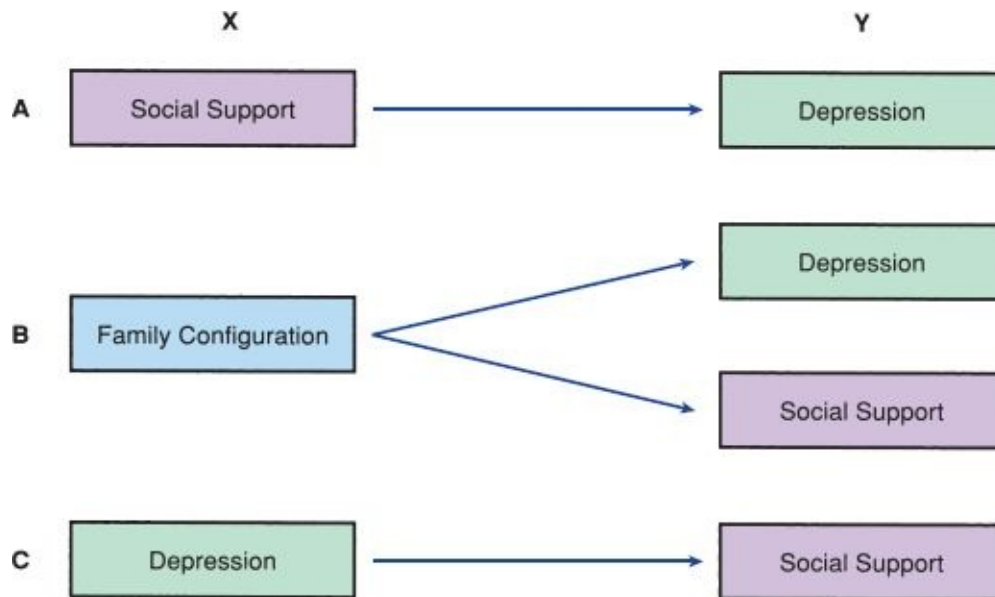 X Y
A Social Support Depression
Depression
B Family Configuration
Social Support
C Depression Social Support